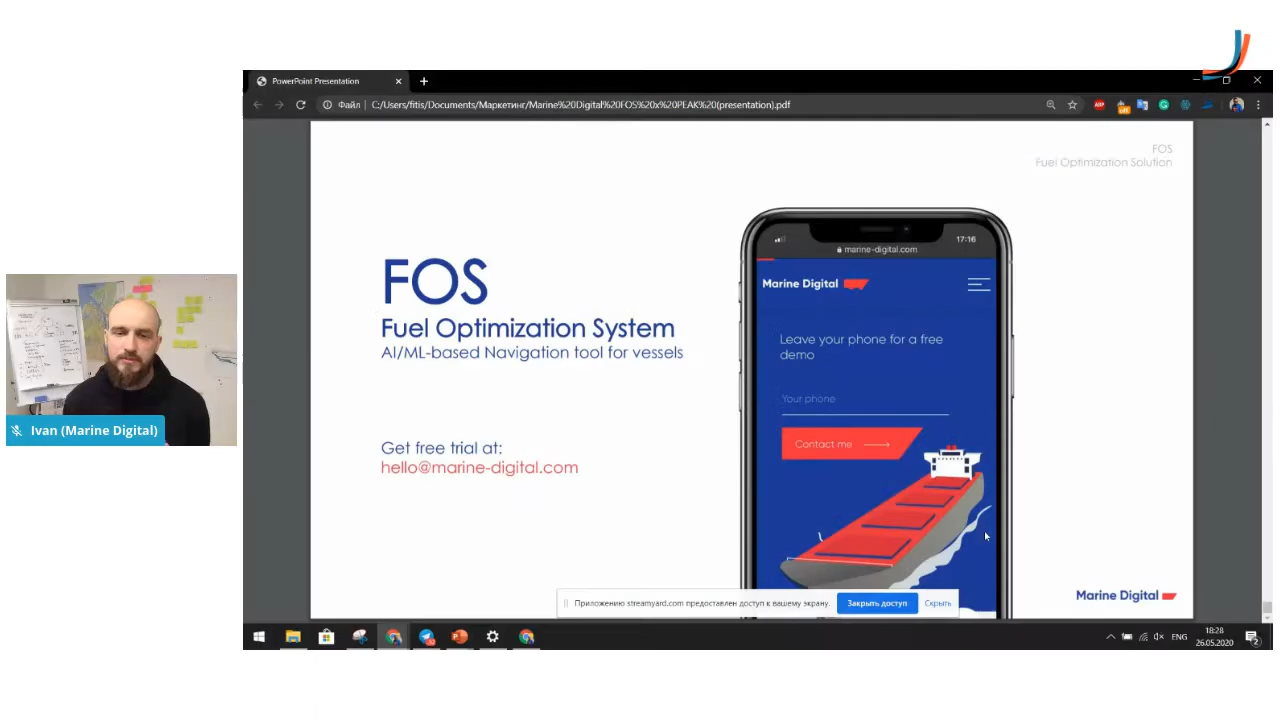 PowerPoint Presentation
Файл | C:/Users/fitis/Documents/Маркетинг/Marine%20Digital%20FOS%20x%20PEAK%20(presentation).pdf
ABP
off
FOS
Fuel Optimization Solution
FOS
Fuel Optimization System
AI/ML-based Navigation tool for vessels
Get free trial at:
hello@marine-digital.com
17:16
marine-digital.com
Marine Digital
Leave your phone for a free
demo
Your phone
Contact me
Ivan (Marine Digital)
Marine Digital
Приложению streamyard.com предоставлен доступ к вашему экрану.
Закрыть доступ
Скрыть
ENG
18:28
26.05.2020
2